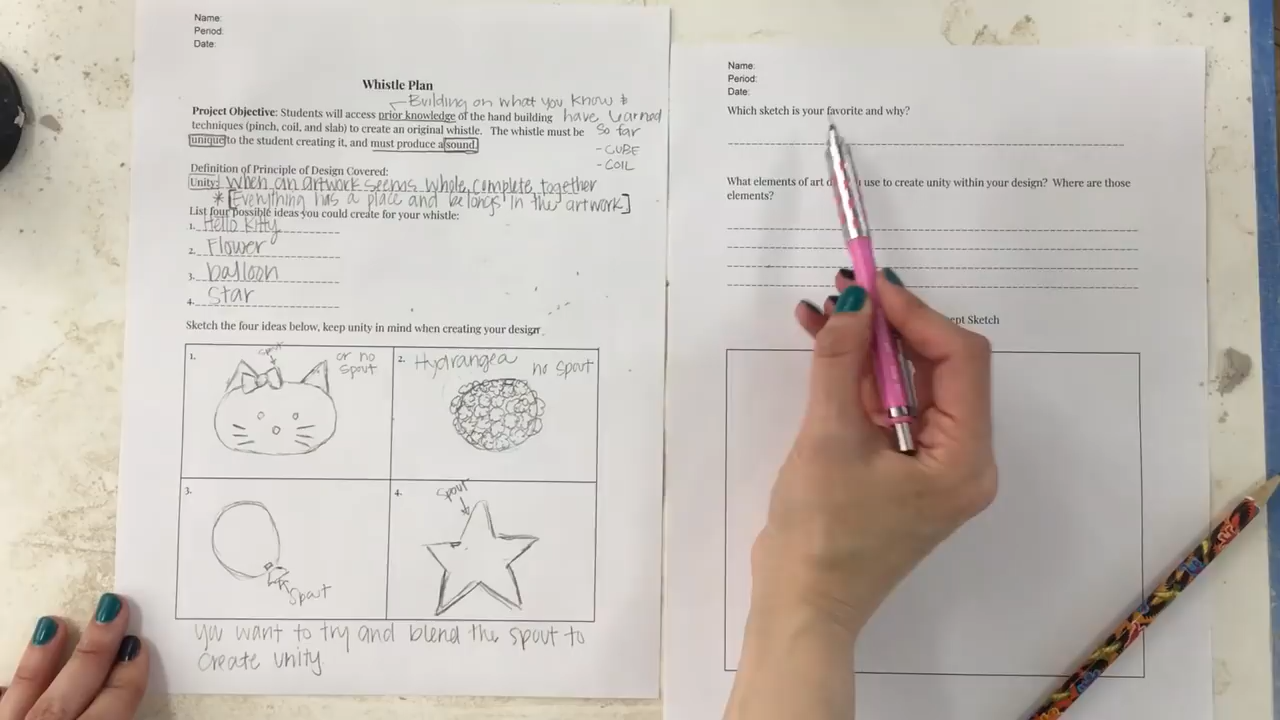 Name:
Period:
Date:
Whistle Plan
Building on what you know &
Project Objective: Students will access prior knowledge of the hand building have learned
techniques (pinch, coil, and slab) to create an original whistle. The whistle must be so far
unique to the student creating it, and must produce a sound.
- CUBE
- COIL
Definition of Principle of Design Covered:
Unity: When an artwork seems whole, complete, together
* [Everything has a place and belongs in the artwork]
List four possible ideas you could create for your whistle:
1. Hello Kitty
2. Flower
3. balloon
4. Star
Sketch the four ideas below, keep unity in mind when creating your design.
1. spout or no spout
2. Hydrangea no spout
3. Spout
4. Spout
You want to try and blend the spout to
create unity
Name:
Period:
Date:
Which sketch is your favorite and why?
What elements of art use to create unity within your design? Where are those
elements?
Sketch